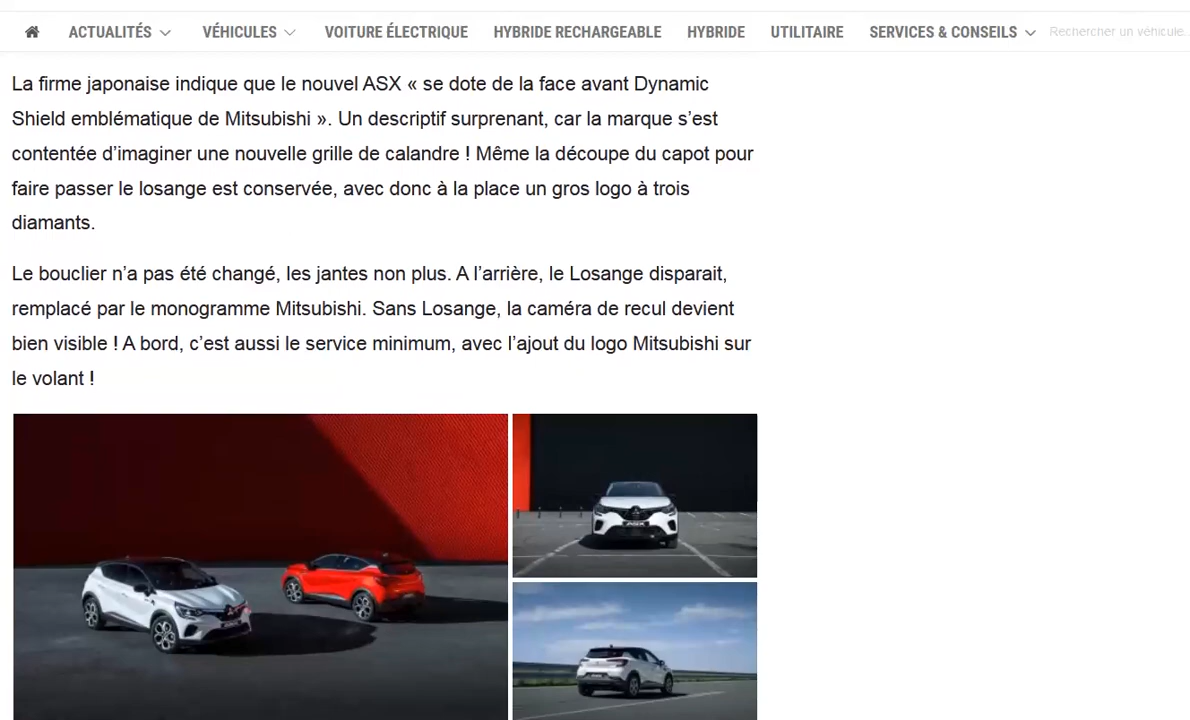 ACTUALITÉS VÉHICULES VOITURE ÉLECTRIQUE HYBRIDE RECHARGEABLE HYBRIDE UTILITAIRE SERVICES & CONSEILS Rechercher un véhicule...
La firme japonaise indique que le nouvel ASX « se dote de la face avant Dynamic
Shield emblématique de Mitsubishi ». Un descriptif surprenant, car la marque s’est
contentée d’imaginer une nouvelle grille de calandre ! Même la découpe du capot pour
faire passer le losange est conservée, avec donc à la place un gros logo à trois
diamants.
Le bouclier n’a pas été changé, les jantes non plus. A l’arrière, le Losange disparait,
remplacé par le monogramme Mitsubishi. Sans Losange, la caméra de recul devient
bien visible ! A bord, c’est aussi le service minimum, avec l’ajout du logo Mitsubishi sur
le volant !
ASX